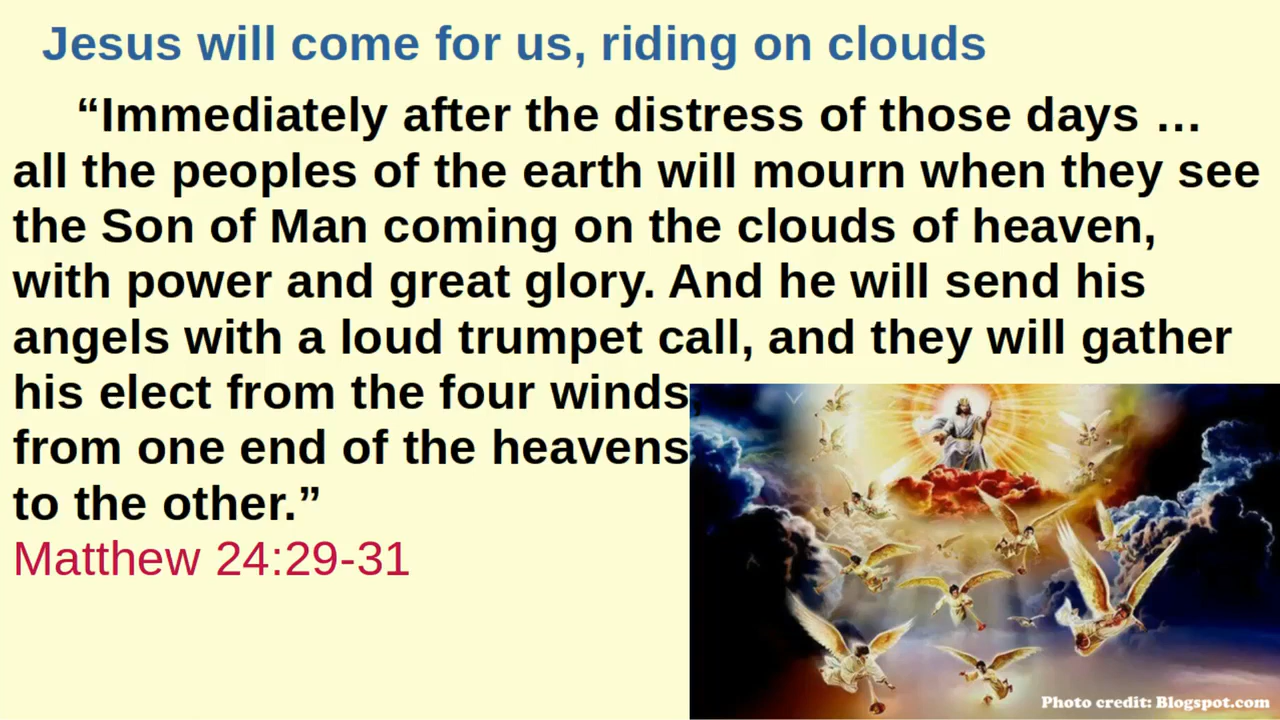 Jesus will come for us, riding on clouds
“Immediately after the distress of those days …
all the peoples of the earth will mourn when they see
the Son of Man coming on the clouds of heaven,
with power and great glory. And he will send his
angels with a loud trumpet call, and they will gather
his elect from the four winds
from one end of the heavens
to the other.”
Matthew 24:29-31
Photo credit: Blogspot.com